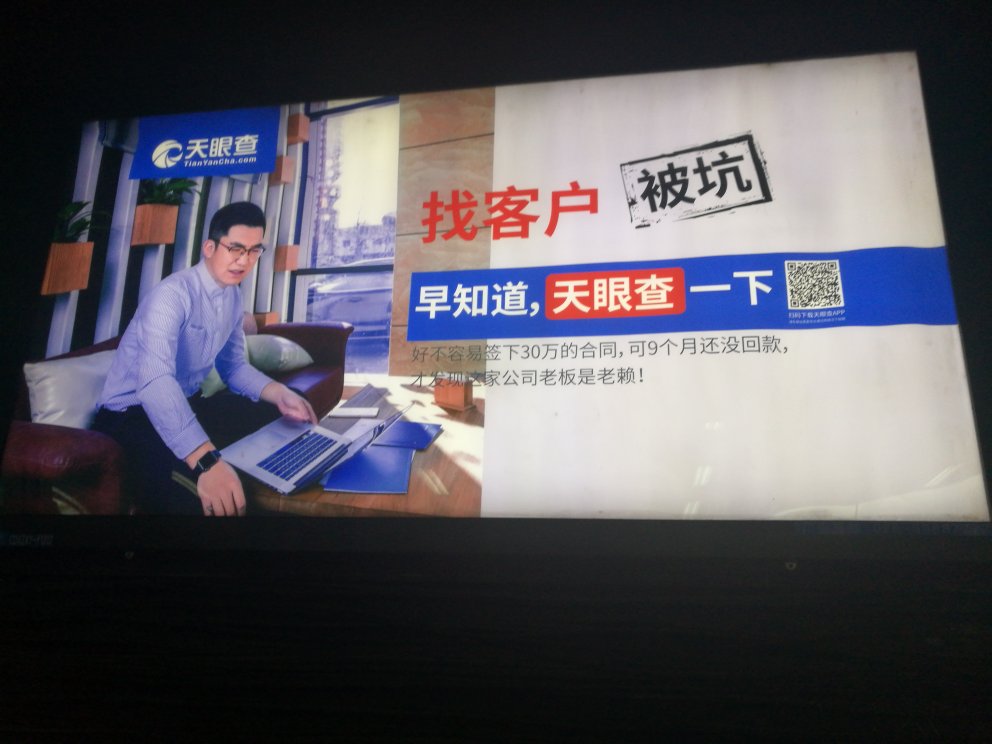 天眼查
TianYanCha.com
找客户 被坑
早知道,天眼查一下
扫码下载天眼查APP
好不容易签下30万的合同,可9个月还没回款,
才发现这家公司老板是老赖!